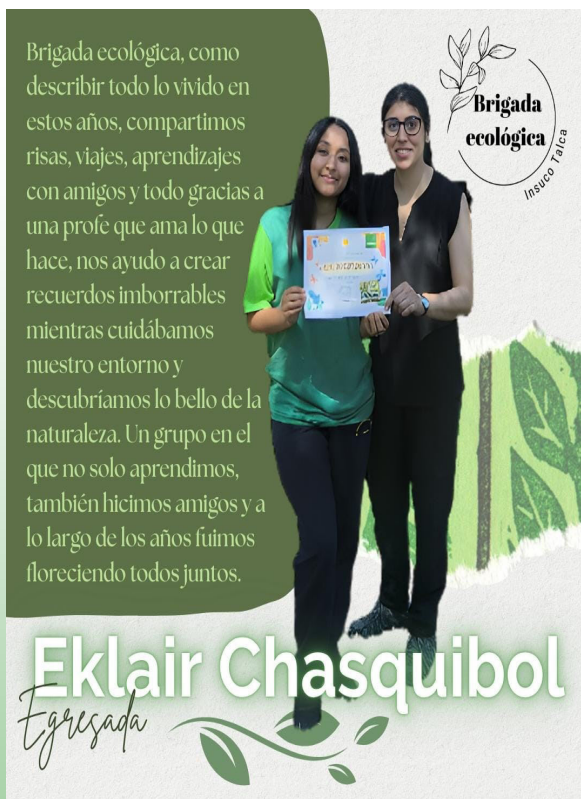 Brigada ecológica, como
describir todo lo vivido en
estos años, compartimos
risas, viajes, aprendizajes
con amigos y todo gracias a
una profe que ama lo que
hace, nos ayudo a crear
recuerdos imborrables
mientras cuidábamos
nuestro entorno y
descubríamos lo bello de la
naturaleza. Un grupo en el
que no solo aprendimos,
también hicimos amigos y a
lo largo de los años fuimos
floreciendo todos juntos.
Brigada
ecológica
Insuco Talca
Eklair Chasquibol
Egresada